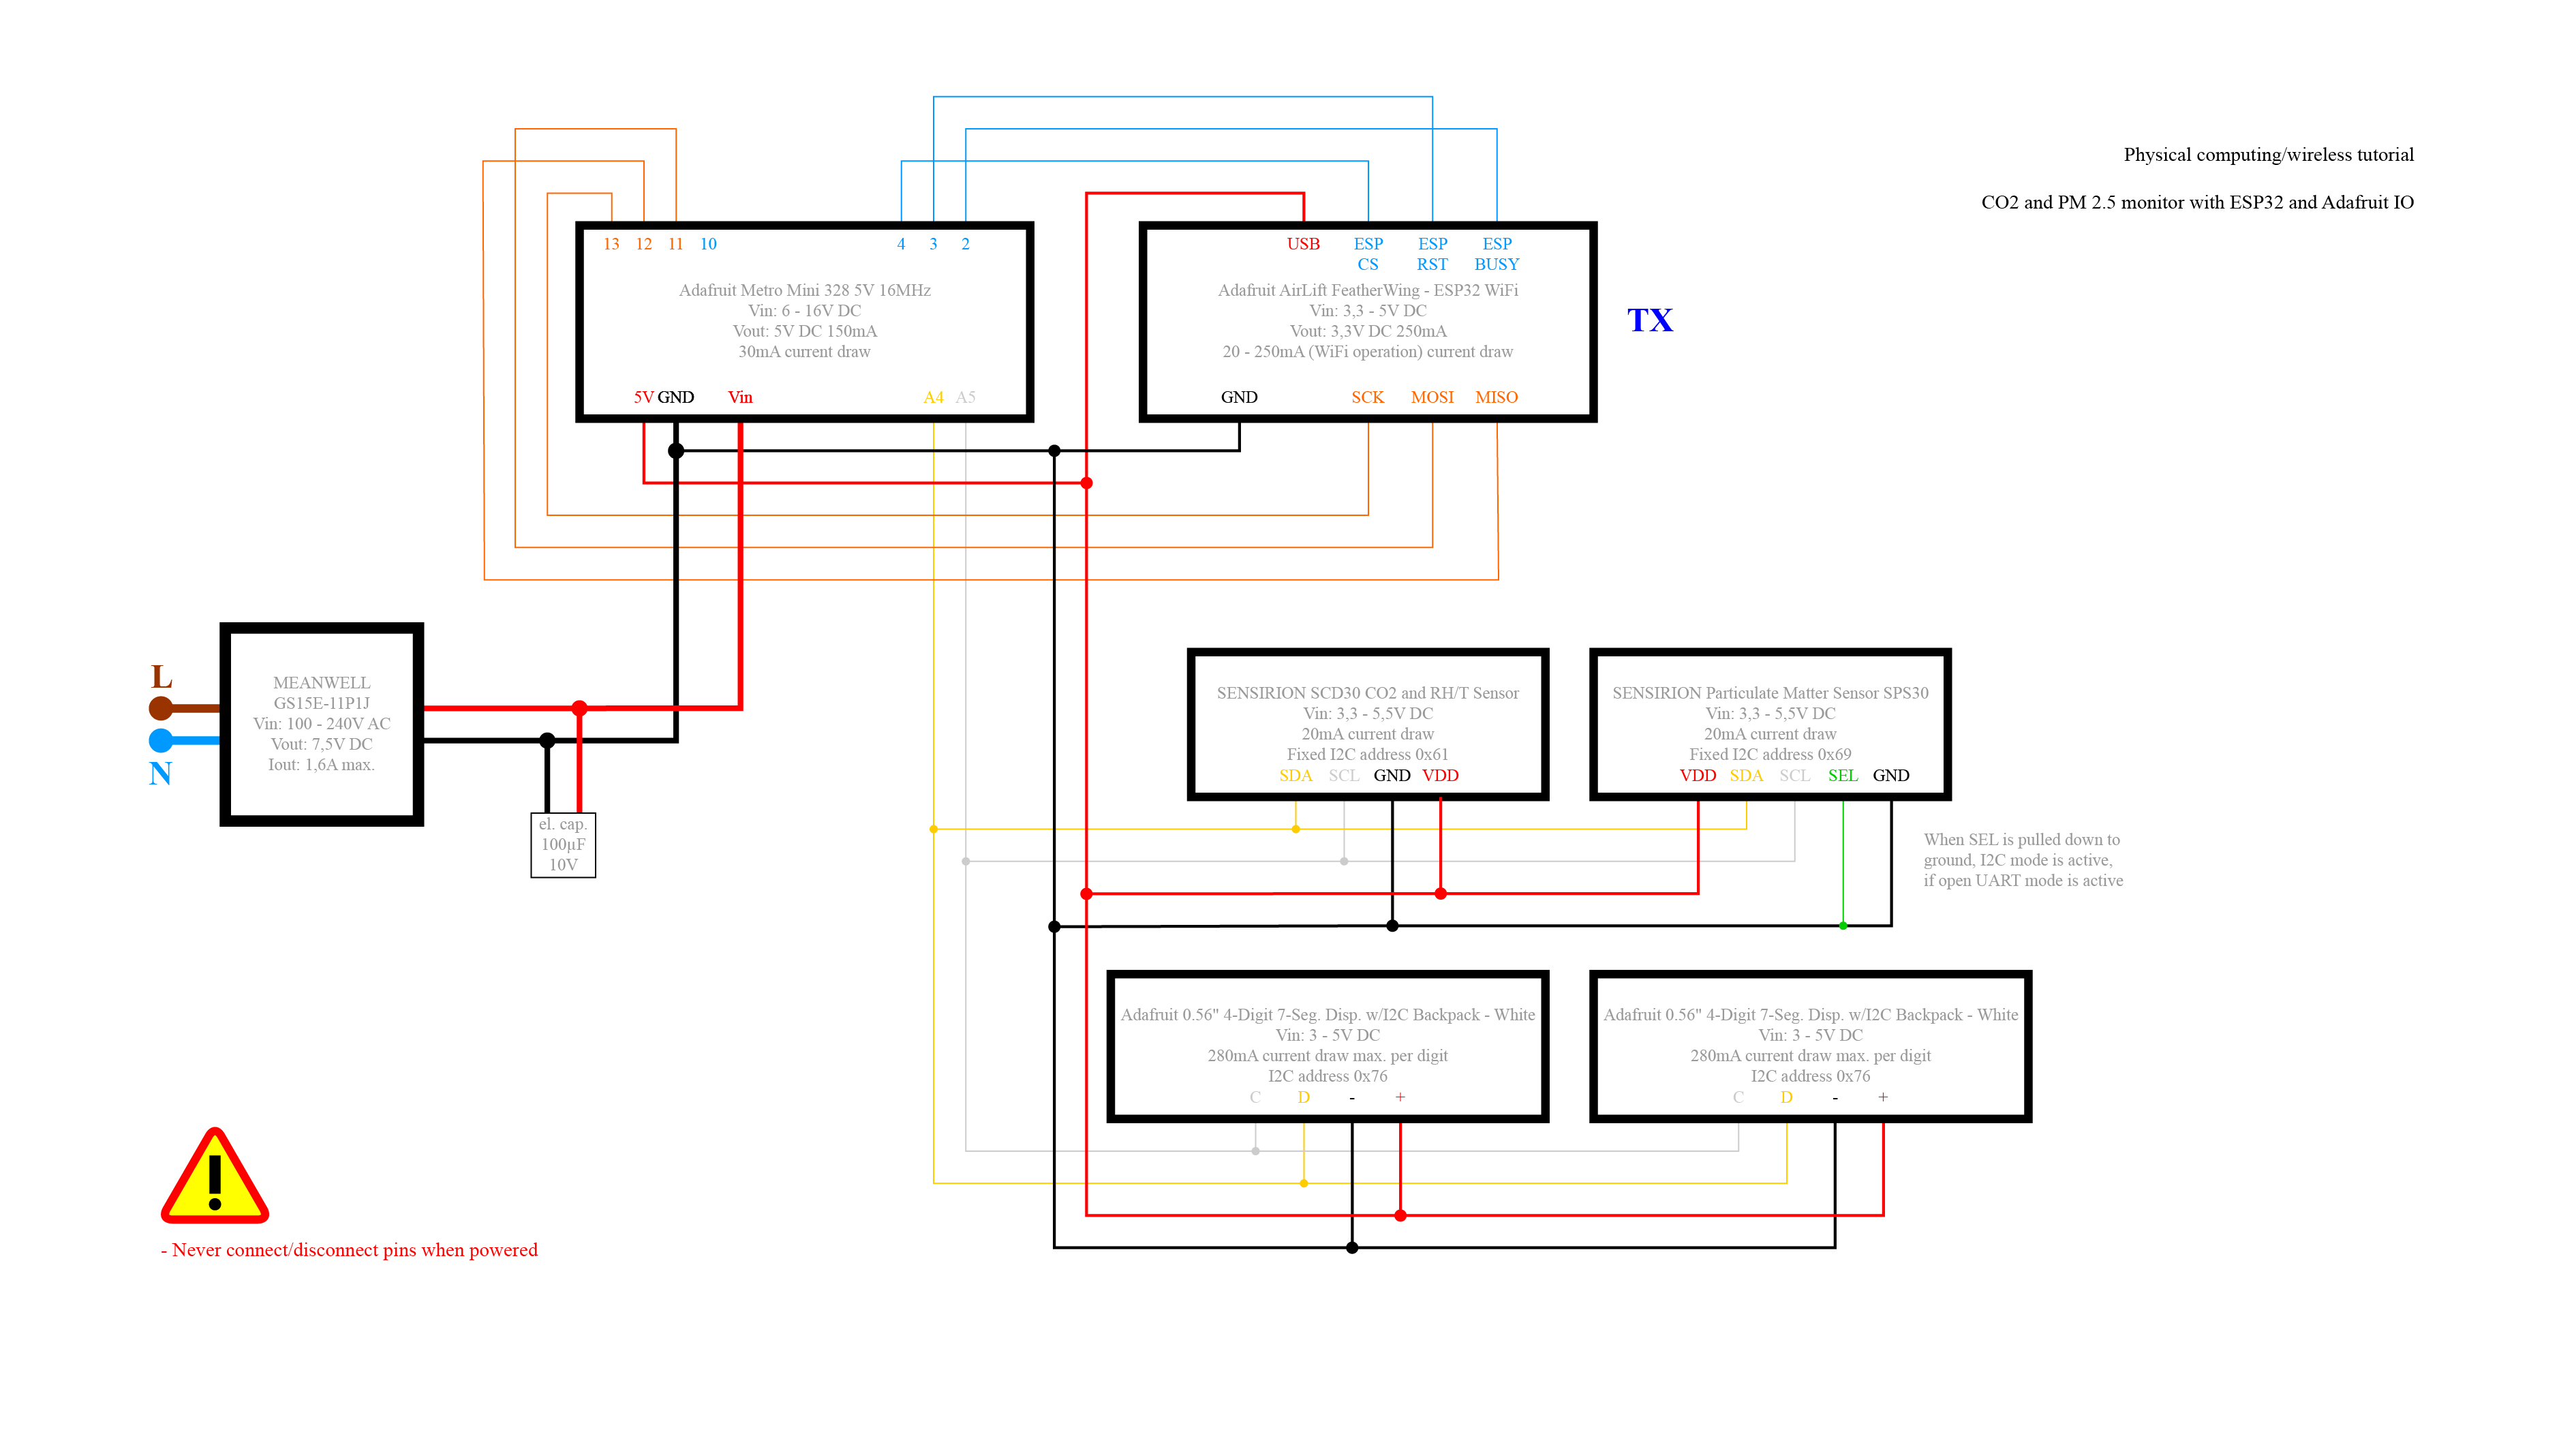 Physical computing/wireless tutorial
CO2 and PM 2.5 monitor with ESP32 and Adafruit IO
13 12 11 10 4 3 2
Adafruit Metro Mini 328 5V 16MHz
Vin: 6 - 16V DC
Vout: 5V DC 150mA
30mA current draw
5V GND Vin A4 A5
USB ESP ESP ESP
CS RST BUSY
Adafruit AirLift FeatherWing - ESP32 WiFi
Vin: 3,3 - 5V DC
Vout: 3,3V DC 250mA
20 - 250mA (WiFi operation) current draw
GND SCK MOSI MISO
TX
L
N
MEANWELL
GS15E-11P1J
Vin: 100 - 240V AC
Vout: 7,5V DC
Iout: 1,6A max.
el. cap.
100µF
10V
SENSIRION SCD30 CO2 and RH/T Sensor
Vin: 3,3 - 5,5V DC
20mA current draw
Fixed I2C address 0x61
SDA SCL GND VDD
SENSIRION Particulate Matter Sensor SPS30
Vin: 3,3 - 5,5V DC
20mA current draw
Fixed I2C address 0x69
VDD SDA SCL SEL GND
When SEL is pulled down to
ground, I2C mode is active,
if open UART mode is active
Adafruit 0.56" 4-Digit 7-Seg. Disp. w/I2C Backpack - White
Vin: 3 - 5V DC
280mA current draw max. per digit
I2C address 0x76
C D - +
Adafruit 0.56" 4-Digit 7-Seg. Disp. w/I2C Backpack - White
Vin: 3 - 5V DC
280mA current draw max. per digit
I2C address 0x76
C D - +
!
- Never connect/disconnect pins when powered